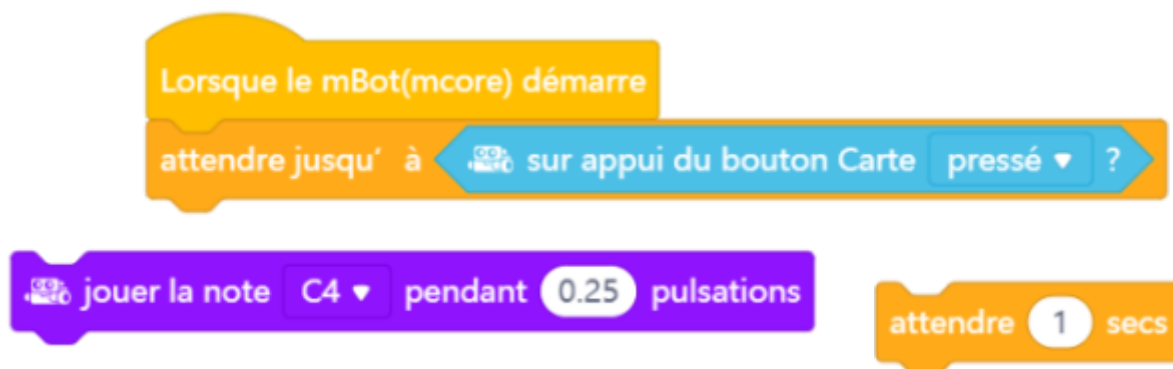 Lorsque le mBot(mcore) démarre
attendre jusqu' à sur appui du bouton Carte pressé ?
jouer la note C4 pendant 0.25 pulsations
attendre 1 secs